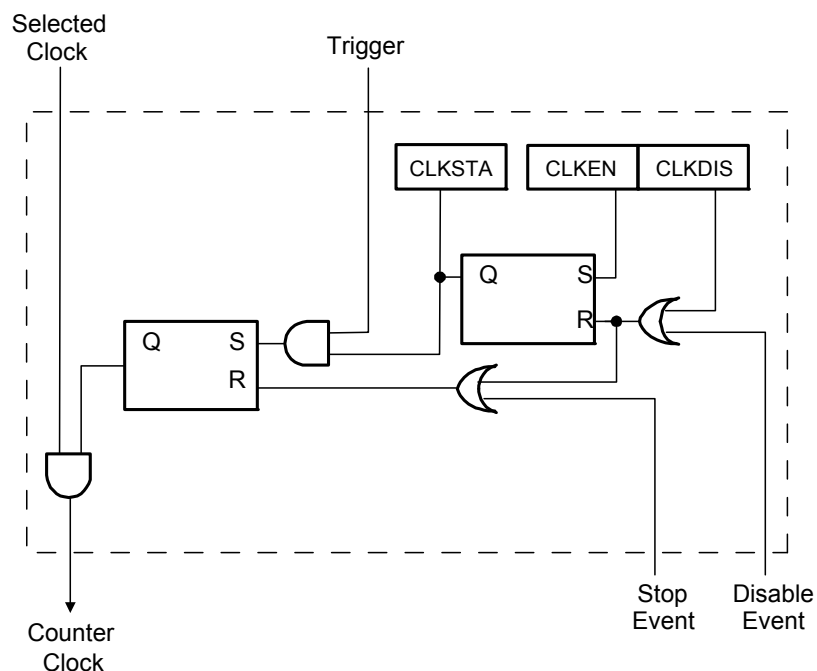 Selected
Clock
Trigger
CLKSTA
CLKEN
CLKDIS
Q
S
R
Q
S
R
Stop
Event
Disable
Event
Counter
Clock